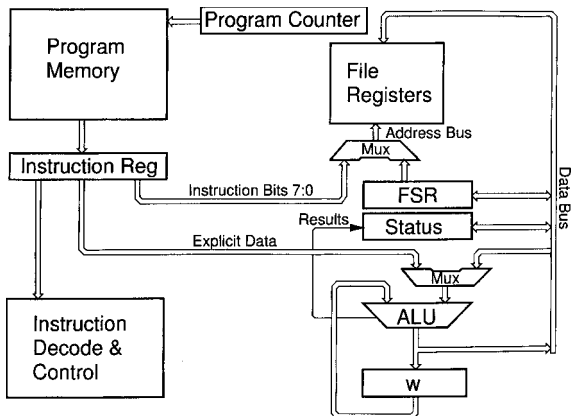 Program Counter
Program
Memory
File
Registers
Address Bus
Mux
Instruction Reg
Instruction Bits 7:0
FSR
Data Bus
Results
Status
Explicit Data
Mux
Instruction
Decode &
Control
ALU
w